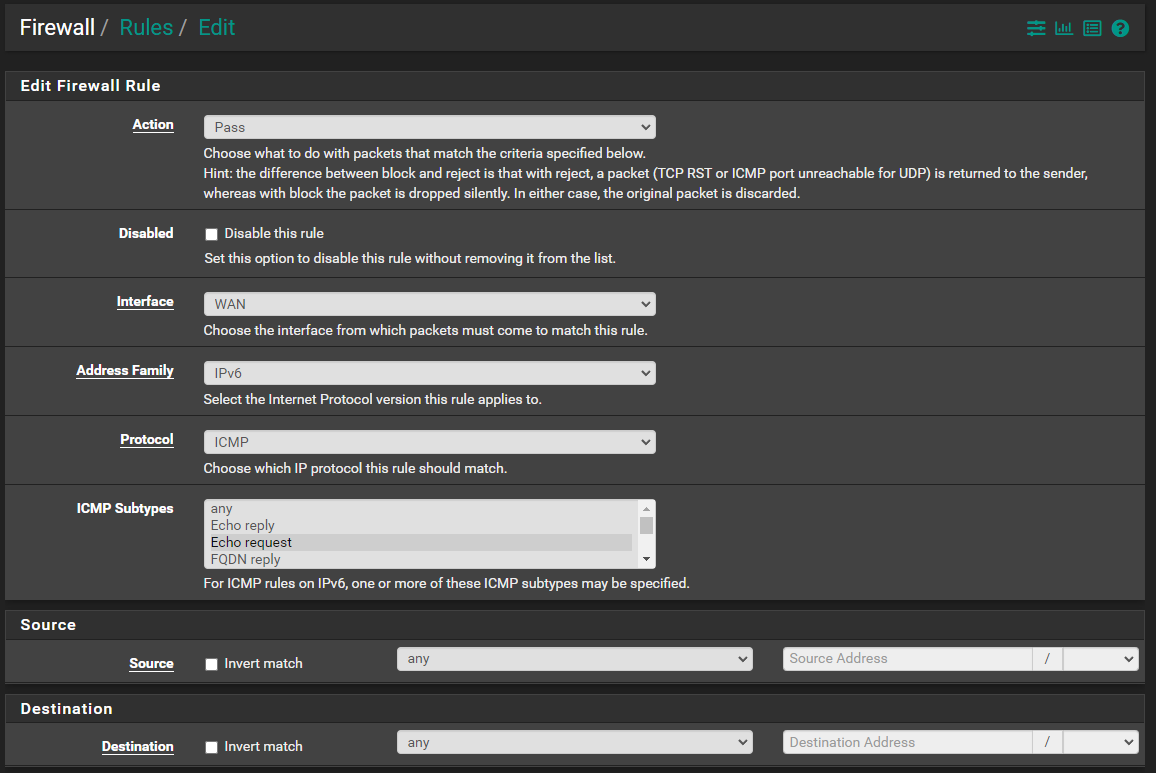 Firewall / Rules / Edit
Edit Firewall Rule
Action
Pass
Choose what to do with packets that match the criteria specified below.
Hint: the difference between block and reject is that with reject, a packet (TCP RST or ICMP port unreachable for UDP) is returned to the sender,
whereas with block the packet is dropped silently. In either case, the original packet is discarded.
Disabled
Disable this rule
Set this option to disable this rule without removing it from the list.
Interface
WAN
Choose the interface from which packets must come to match this rule.
Address Family
IPv6
Select the Internet Protocol version this rule applies to.
Protocol
ICMP
Choose which IP protocol this rule should match.
ICMP Subtypes
any
Echo reply
Echo request
FQDN reply
For ICMP rules on IPv6, one or more of these ICMP subtypes may be specified.
Source
Source Invert match any Source Address /
Destination
Destination Invert match any Destination Address /